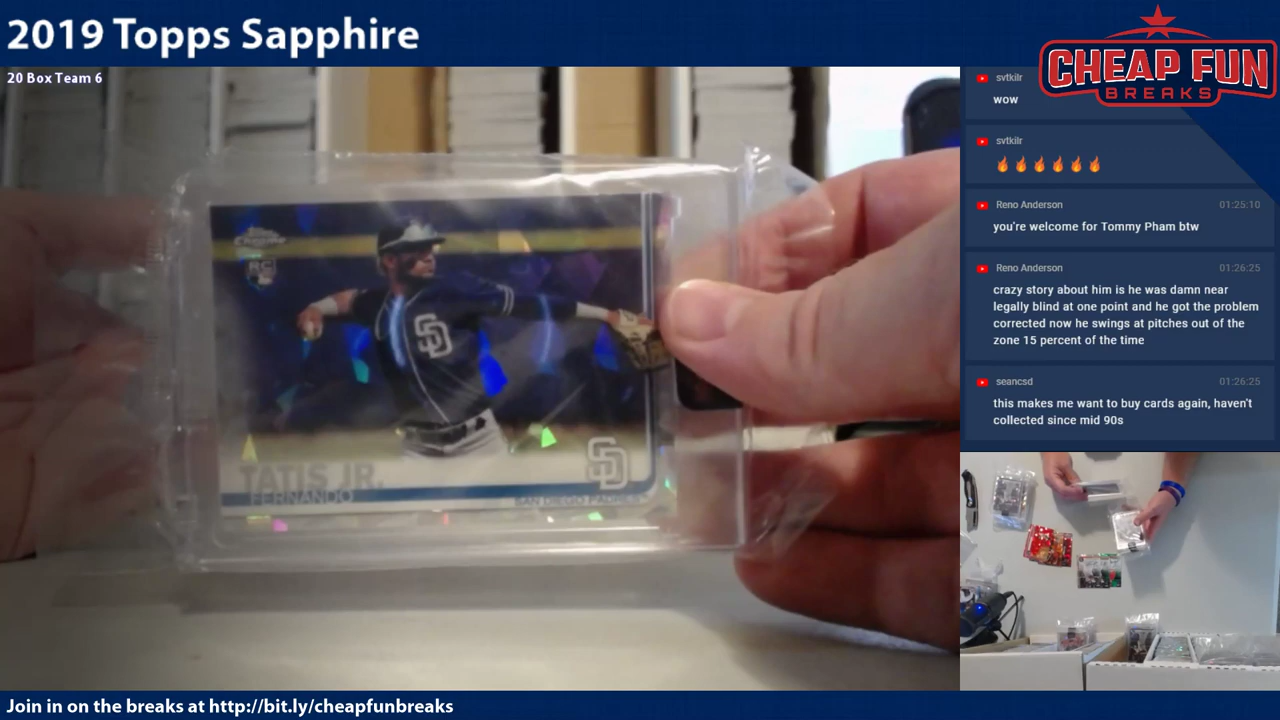 2019 Topps Sapphire
20 Box Team 6
CHEAP FUN
BREAKS
svtkilr
wow
svtkilr
🔥🔥🔥🔥🔥🔥
Reno Anderson 01:25:10
you're welcome for Tommy Pham btw
Reno Anderson 01:26:25
crazy story about him is he was damn near
legally blind at one point and he got the problem
corrected now he swings at pitches out of the
zone 15 percent of the time
seancsd 01:26:25
this makes me want to buy cards again, haven't
collected since mid 90s
Topps
Chrome
RC
SD
SD
TATIS JR.
FERNANDO
SAN DIEGO PADRES
Join in on the breaks at http://bit.ly/cheapfunbreaks